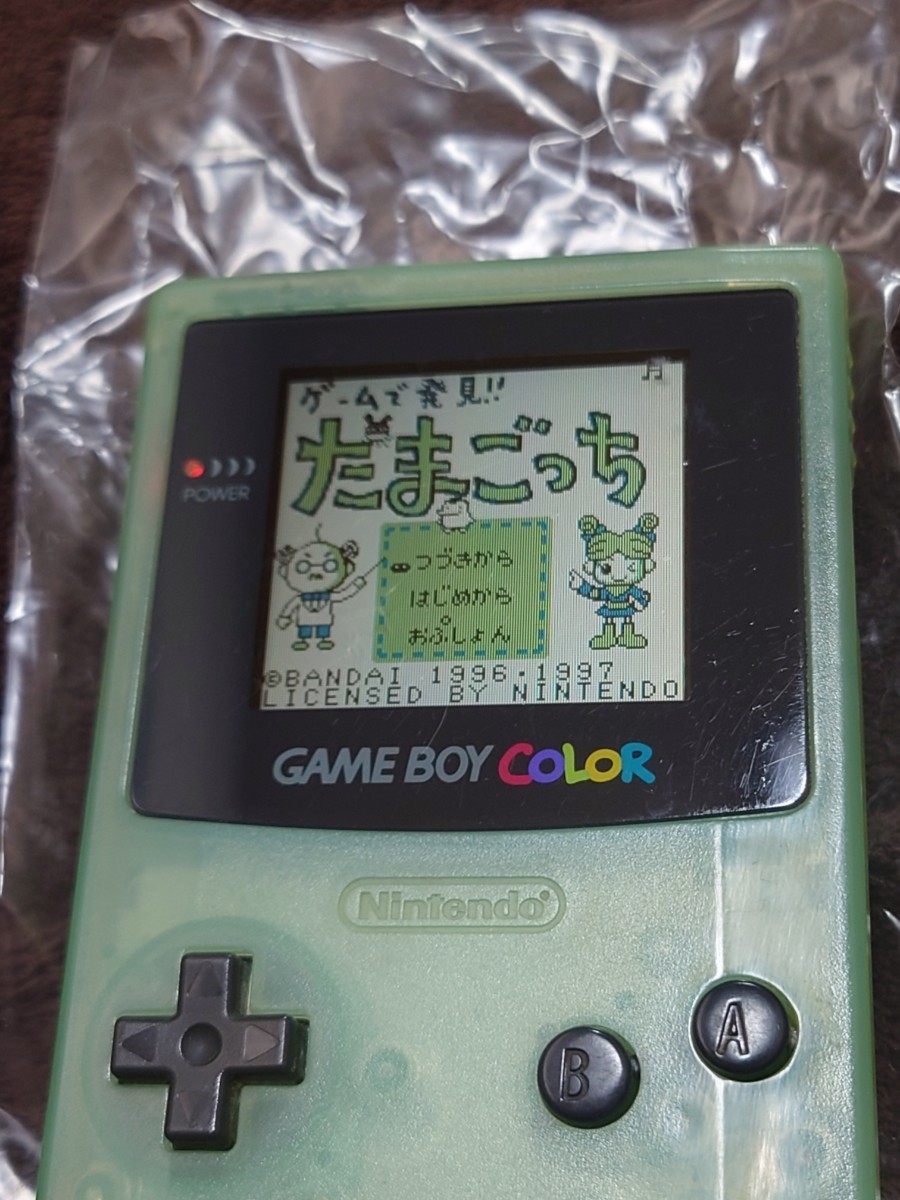 ゲームで発見!!
たまごっち
POWER
つづきから
はじめから
おぷしょん
©BANDAI 1996・1997
LICENSED BY NINTENDO
GAME BOY COLOR
Nintendo®
A
B